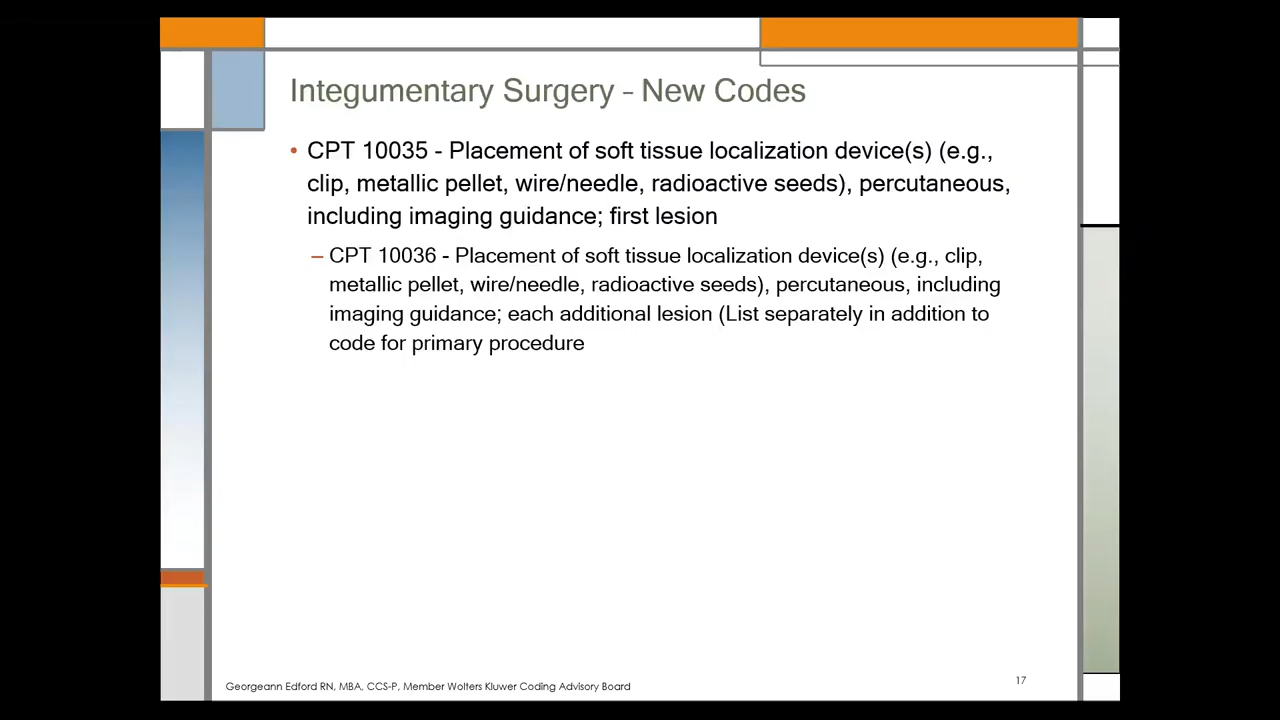 Integumentary Surgery – New Codes
• CPT 10035 - Placement of soft tissue localization device(s) (e.g.,
clip, metallic pellet, wire/needle, radioactive seeds), percutaneous,
including imaging guidance; first lesion
– CPT 10036 - Placement of soft tissue localization device(s) (e.g., clip,
metallic pellet, wire/needle, radioactive seeds), percutaneous, including
imaging guidance; each additional lesion (List separately in addition to
code for primary procedure
Georgeann Edford RN, MBA, CCS-P, Member Wolters Kluwer Coding Advisory Board
17